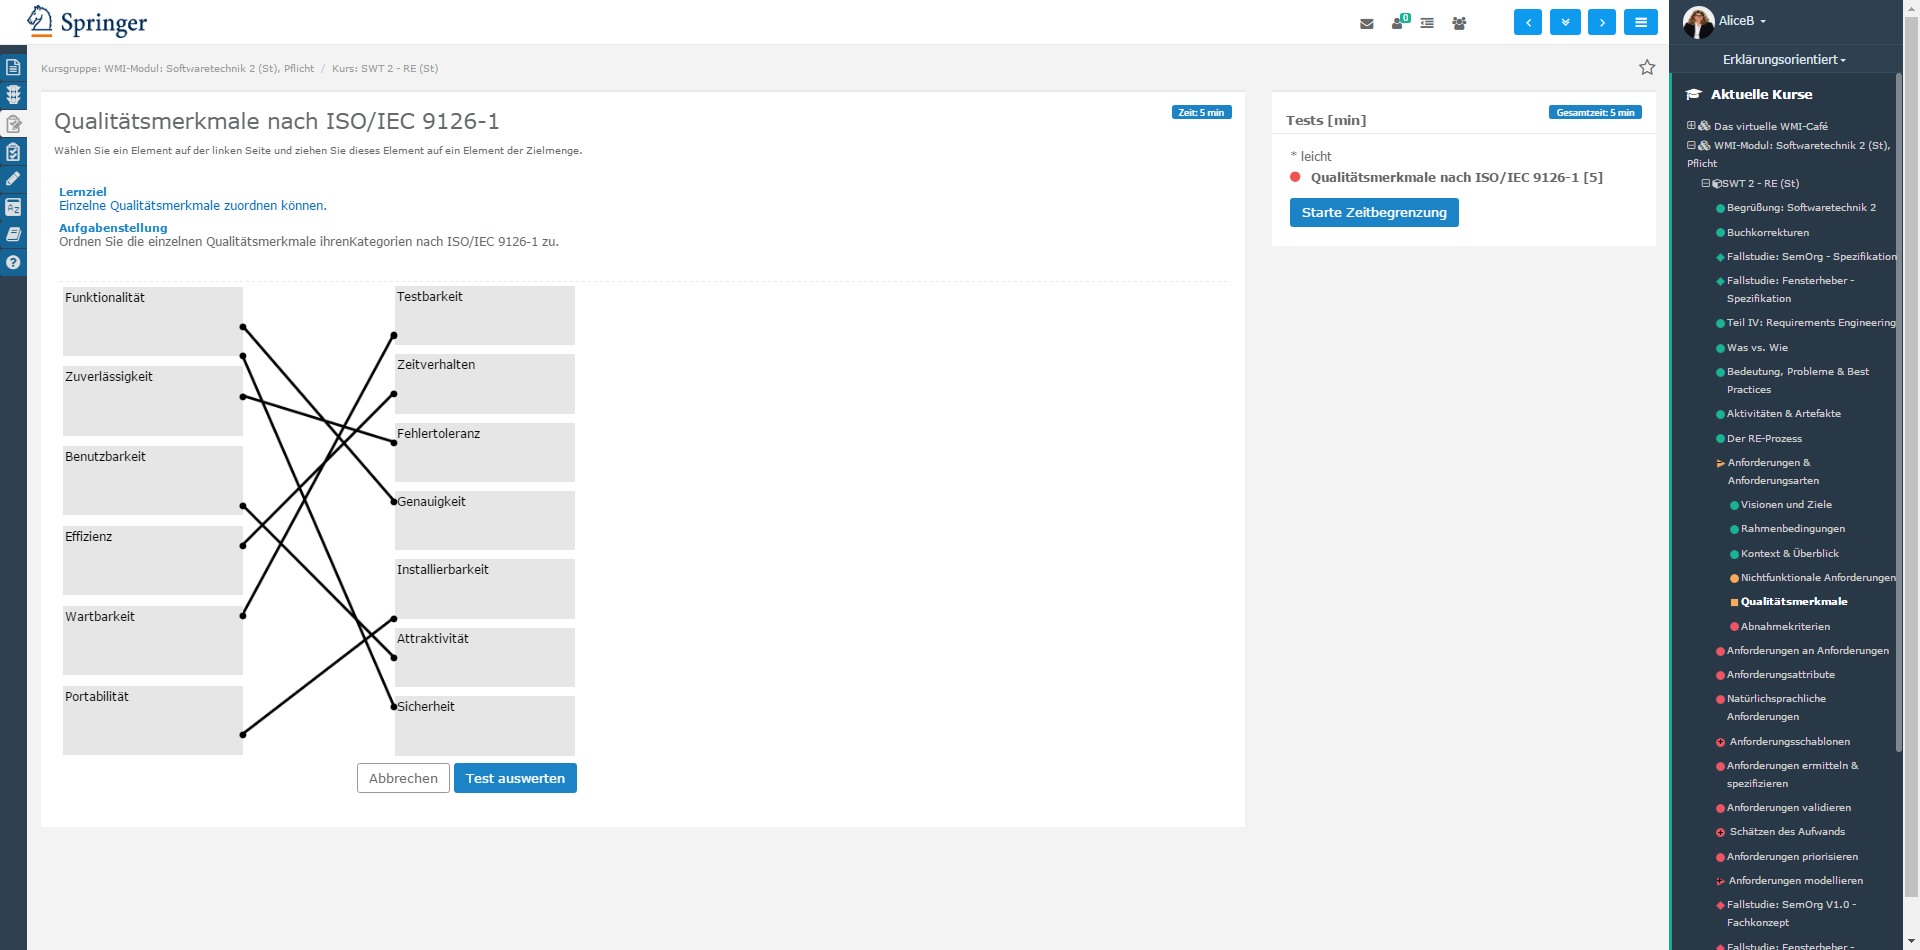 Springer
0
AliceB
Erklärungsorientiert
Kursgruppe: WMI-Modul: Softwaretechnik 2 (St), Pflicht / Kurs: SWT 2 - RE (St)
Qualitätsmerkmale nach ISO/IEC 9126-1
Zeit: 5 min
Wählen Sie ein Element auf der linken Seite und ziehen Sie dieses Element auf ein Element der Zielmenge.
Lernziel
Einzelne Qualitätsmerkmale zuordnen können.
Aufgabenstellung
Ordnen Sie die einzelnen Qualitätsmerkmale ihrenKategorien nach ISO/IEC 9126-1 zu.
Funktionalität
Zuverlässigkeit
Benutzbarkeit
Effizienz
Wartbarkeit
Portabilität
Testbarkeit
Zeitverhalten
Fehlertoleranz
Genauigkeit
Installierbarkeit
Attraktivität
Sicherheit
Abbrechen
Test auswerten
Tests [min]
Gesamtzeit: 5 min
* leicht
Qualitätsmerkmale nach ISO/IEC 9126-1 [5]
Starte Zeitbegrenzung
Aktuelle Kurse
Das virtuelle WMI-Café
WMI-Modul: Softwaretechnik 2 (St),
Pflicht
SWT 2 - RE (St)
Begrüßung: Softwaretechnik 2
Buchkorrekturen
Fallstudie: SemOrg - Spezifikation
Fallstudie: Fensterheber -
Spezifikation
Teil IV: Requirements Engineering
Was vs. Wie
Bedeutung, Probleme & Best
Practices
Aktivitäten & Artefakte
Der RE-Prozess
Anforderungen &
Anforderungsarten
Visionen und Ziele
Rahmenbedingungen
Kontext & Überblick
Nichtfunktionale Anforderungen
Qualitätsmerkmale
Abnahmekriterien
Anforderungen an Anforderungen
Anforderungsattribute
Natürlichsprachliche
Anforderungen
Anforderungsschablonen
Anforderungen ermitteln &
spezifizieren
Anforderungen validieren
Schätzen des Aufwands
Anforderungen priorisieren
Anforderungen modellieren
Fallstudie: SemOrg V1.0 -
Fachkonzept
Fallstudie: Fensterheber -